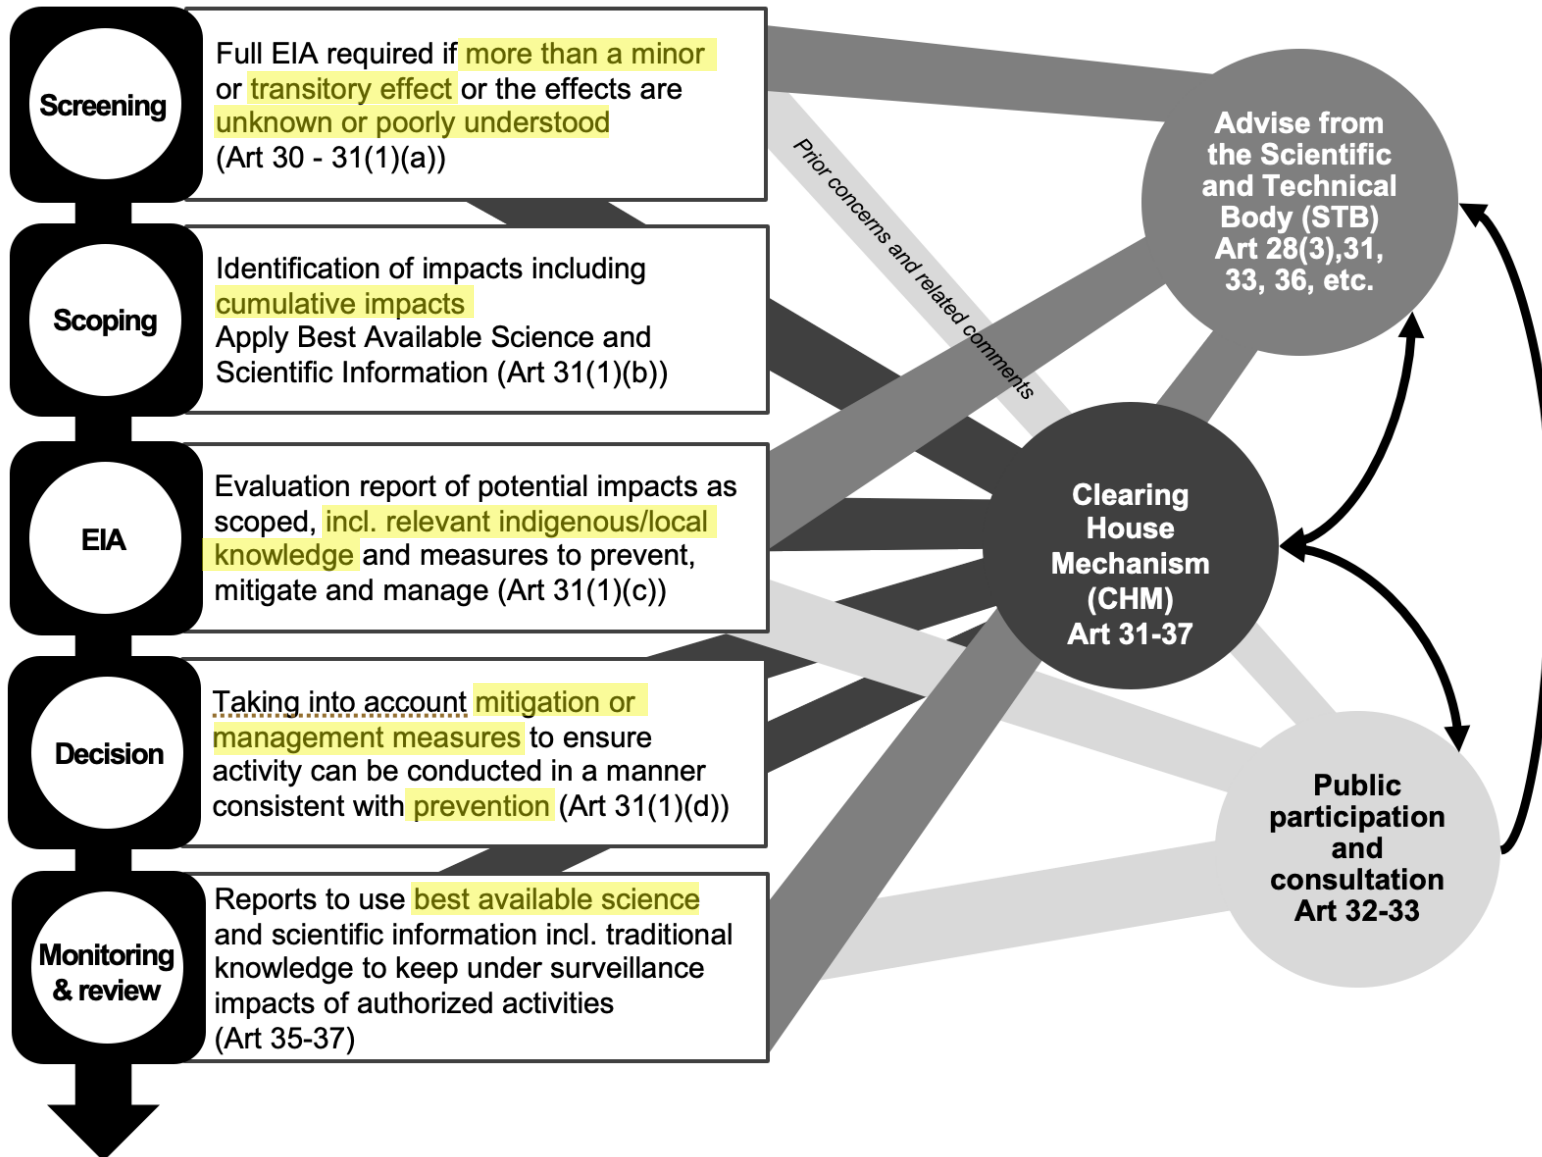 Screening
Full EIA required if more than a minor
or transitory effect or the effects are
unknown or poorly understood
(Art 30 - 31(1)(a))
Scoping
Identification of impacts including
cumulative impacts
Apply Best Available Science and
Scientific Information (Art 31(1)(b))
EIA
Evaluation report of potential impacts as
scoped, incl. relevant indigenous/local
knowledge and measures to prevent,
mitigate and manage (Art 31(1)(c))
Decision
Taking into account mitigation or
management measures to ensure
activity can be conducted in a manner
consistent with prevention (Art 31(1)(d))
Monitoring
& review
Reports to use best available science
and scientific information incl. traditional
knowledge to keep under surveillance
impacts of authorized activities
(Art 35-37)
Prior concerns and related comments
Advise from
the Scientific
and Technical
Body (STB)
Art 28(3),31,
33, 36, etc.
Clearing
House
Mechanism
(CHM)
Art 31-37
Public
participation
and
consultation
Art 32-33